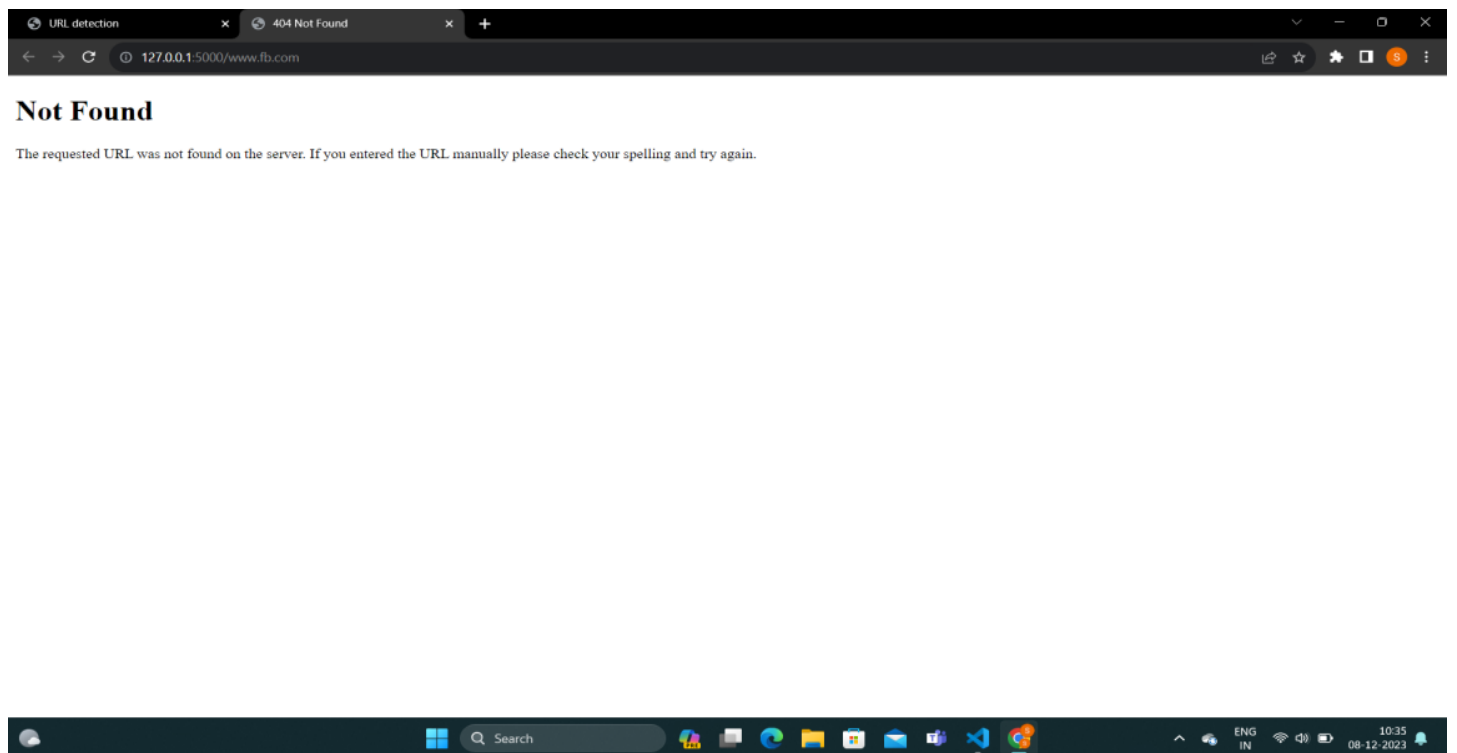 URL detection
404 Not Found
127.0.0.1:5000/www.fb.com
S
Not Found
The requested URL was not found on the server. If you entered the URL manually please check your spelling and try again.
Search
ENG
IN
10:35
08-12-2023